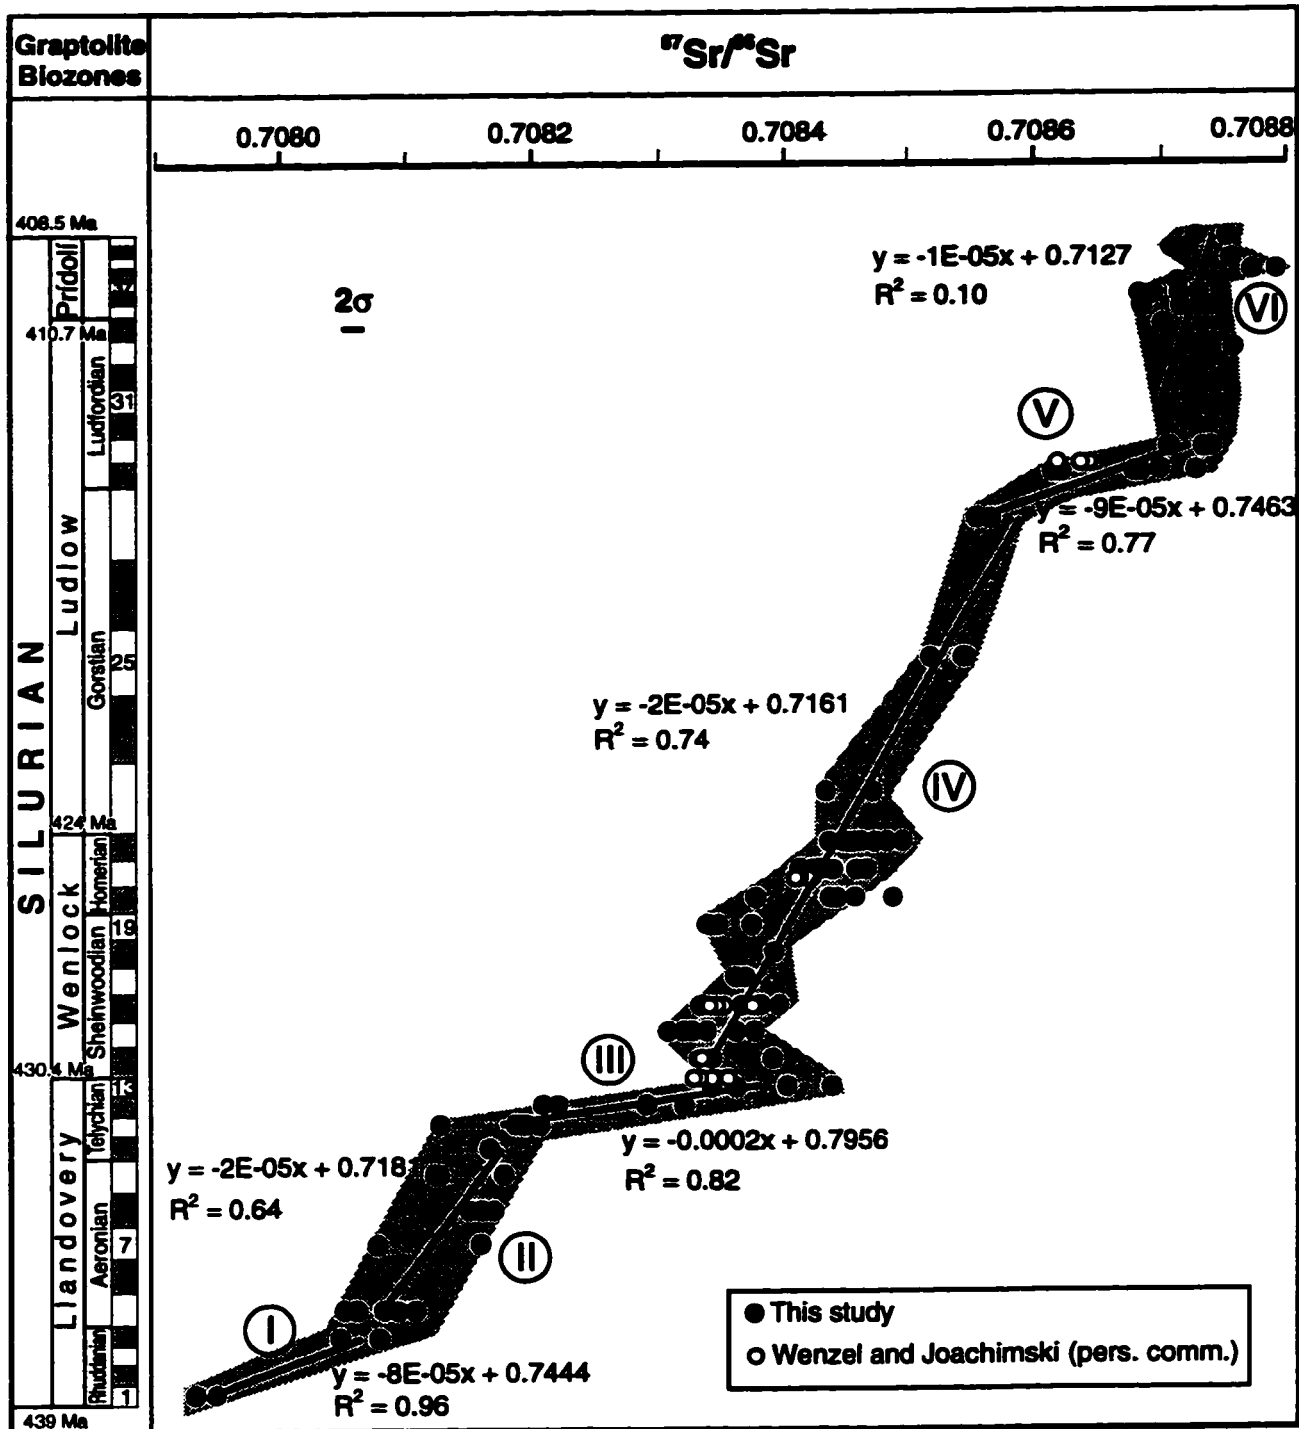 Graptolite
Biozones
⁸⁷Sr/⁸⁶Sr
0.7080 0.7082 0.7084 0.7086 0.7088
408.5 Ma
Prídolí
y = -1E-05x + 0.7127
R² = 0.10
2σ
VI
410.7 Ma
Ludfordian
31
V
Ludlow
y = -9E-05x + 0.7463
R² = 0.77
Gorstian
25
SILURIAN
y = -2E-05x + 0.7161
R² = 0.74
IV
424 Ma
Homerian
Wenlock
19
Sheinwoodian
III
430.4 Ma
13
Telychian
y = -0.0002x + 0.7956
R² = 0.82
y = -2E-05x + 0.7181
R² = 0.64
Llandovery
Aeronian
7
II
I
This study
Wenzel and Joachimski (pers. comm.)
Rhuddanian
1
y = -8E-05x + 0.7444
R² = 0.96
439 Ma